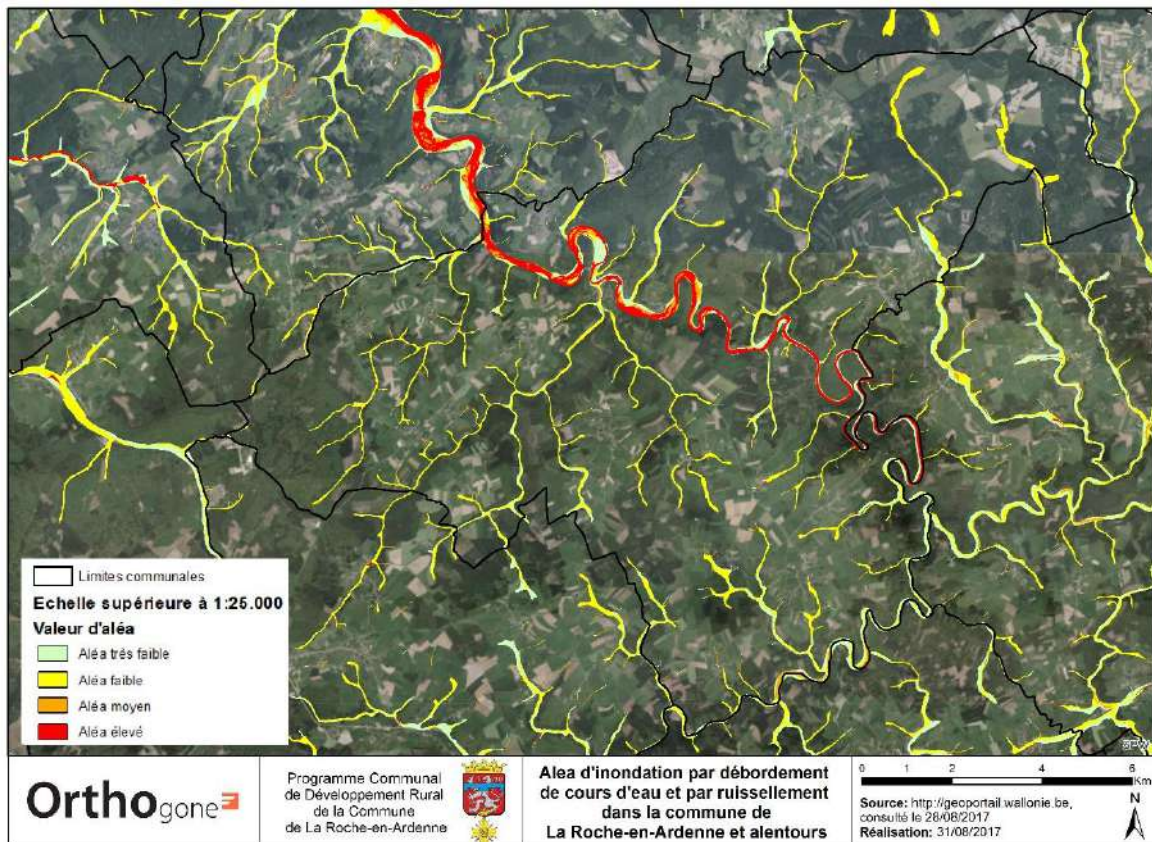 Limites communales
Echelle supérieure à 1:25.000
Valeur d'aléa
Aléa trés faible
Aléa faible
Aléa moyen
Aléa élevé
SPW
Orthogone
Programme Communal
de Développement Rural
de la Commune
de La Roche-en-Ardenne
Alea d'inondation par débordement
de cours d'eau et par ruissellement
dans la commune de
La Roche-en-Ardenne et alentours
0 1 2 4 6
Km
Source: http://geoportail.wallonie.be,
consulté le 28/08/2017
Réalisation: 31/08/2017
N